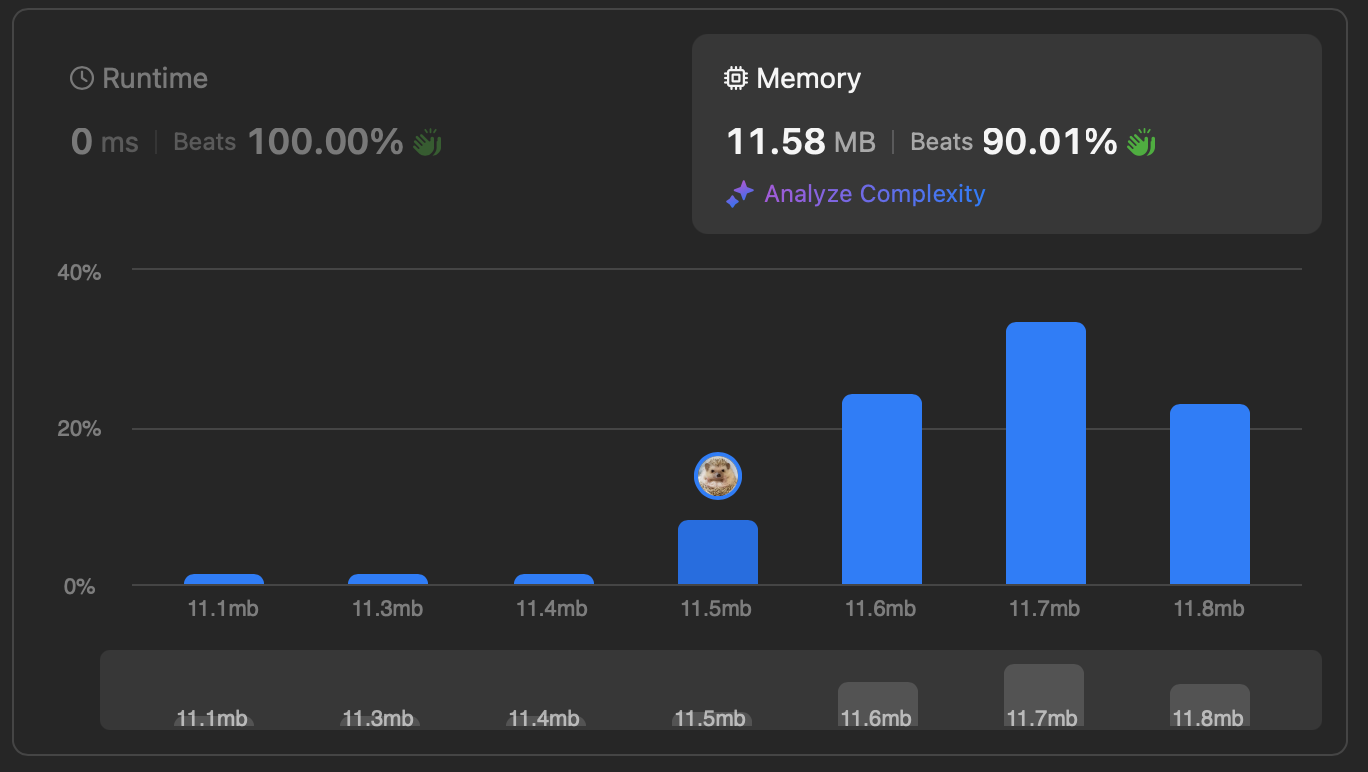 Runtime
0 ms | Beats 100.00%
Memory
11.58 MB | Beats 90.01%
Analyze Complexity
40%
20%
0%
11.1mb 11.3mb 11.4mb 11.5mb 11.6mb 11.7mb 11.8mb
11.1mb 11.3mb 11.4mb 11.5mb 11.6mb 11.7mb 11.8mb